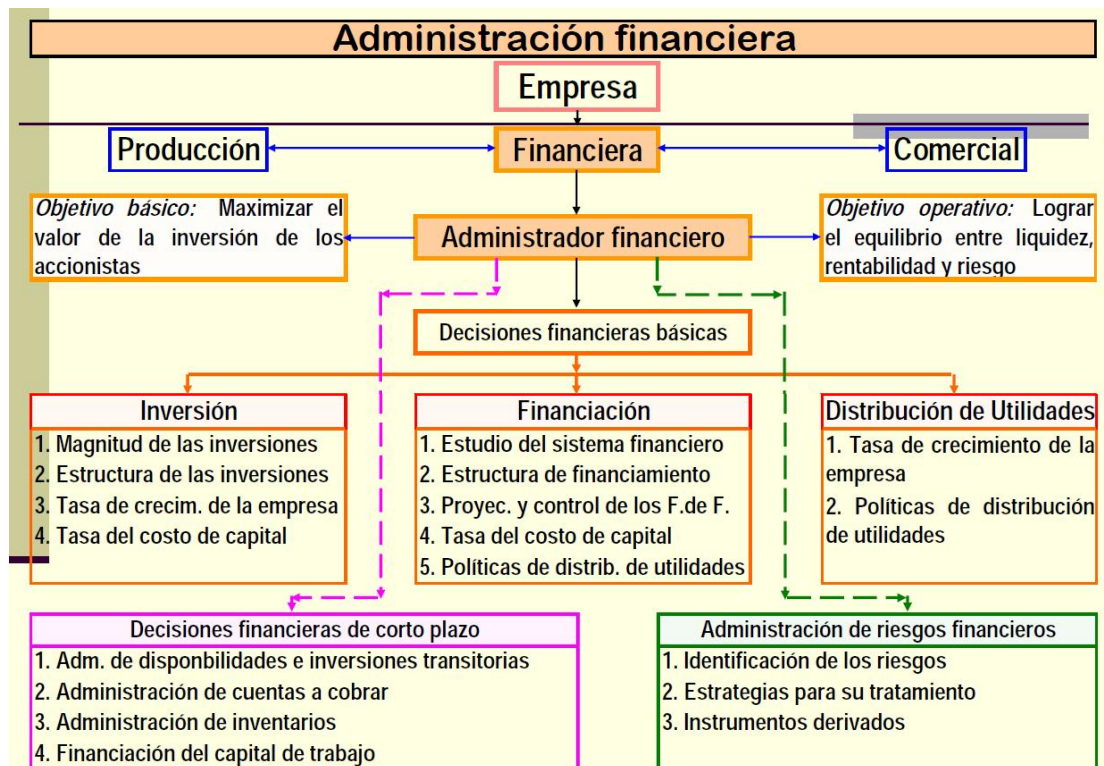 Administración financiera
Empresa
Producción
Financiera
Comercial
Objetivo básico: Maximizar el
valor de la inversión de los
accionistas
Administrador financiero
Objetivo operativo: Lograr
el equilibrio entre liquidez,
rentabilidad y riesgo
Decisiones financieras básicas
Inversión
1. Magnitud de las inversiones
2. Estructura de las inversiones
3. Tasa de crecim. de la empresa
4. Tasa del costo de capital
Financiación
1. Estudio del sistema financiero
2. Estructura de financiamiento
3. Proyec. y control de los F.de F.
4. Tasa del costo de capital
5. Políticas de distrib. de utilidades
Distribución de Utilidades
1. Tasa de crecimiento de la
empresa
2. Políticas de distribución
de utilidades
Decisiones financieras de corto plazo
1. Adm. de disponbilidades e inversiones transitorias
2. Administración de cuentas a cobrar
3. Administración de inventarios
4. Financiación del capital de trabajo
Administración de riesgos financieros
1. Identificación de los riesgos
2. Estrategias para su tratamiento
3. Instrumentos derivados